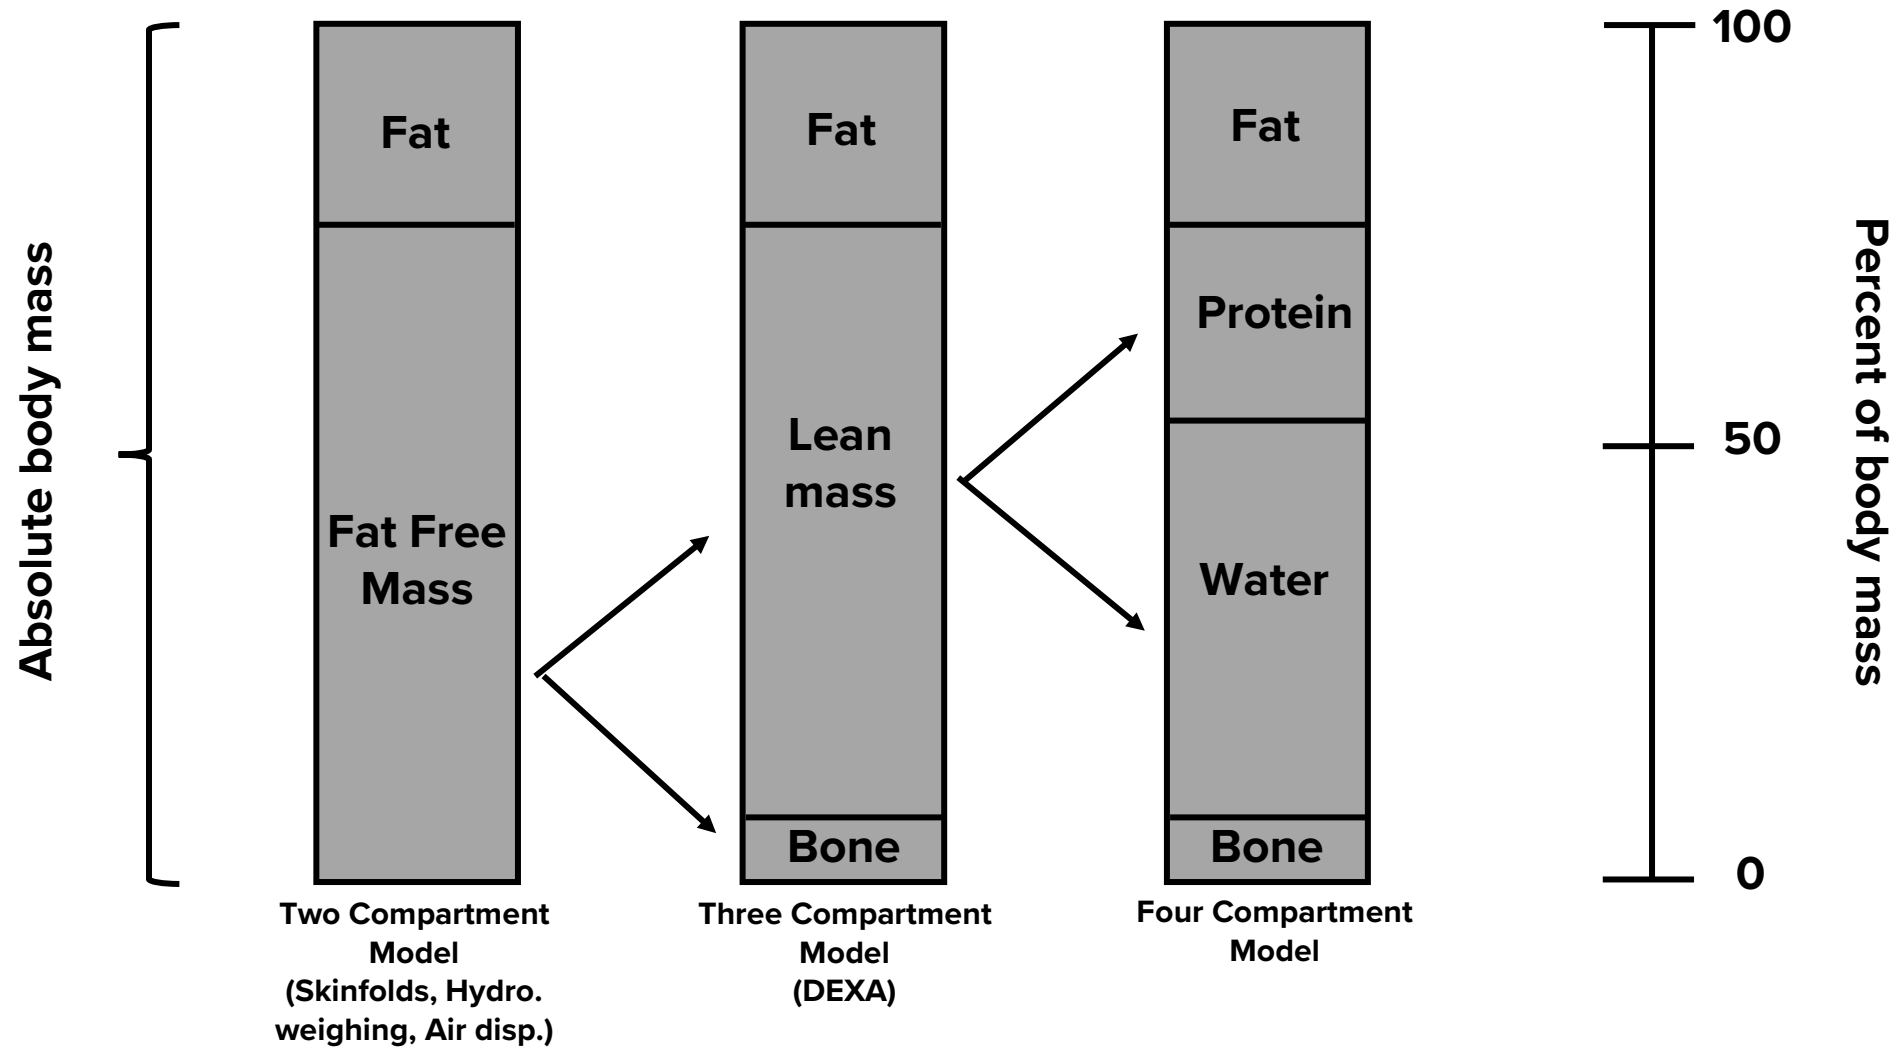 Absolute body mass
Fat
Fat Free
Mass
Two Compartment
Model
(Skinfolds, Hydro.
weighing, Air disp.)
Fat
Lean
mass
Bone
Three Compartment
Model
(DEXA)
Fat
Protein
Water
Bone
Four Compartment
Model
100
50
0
Percent of body mass